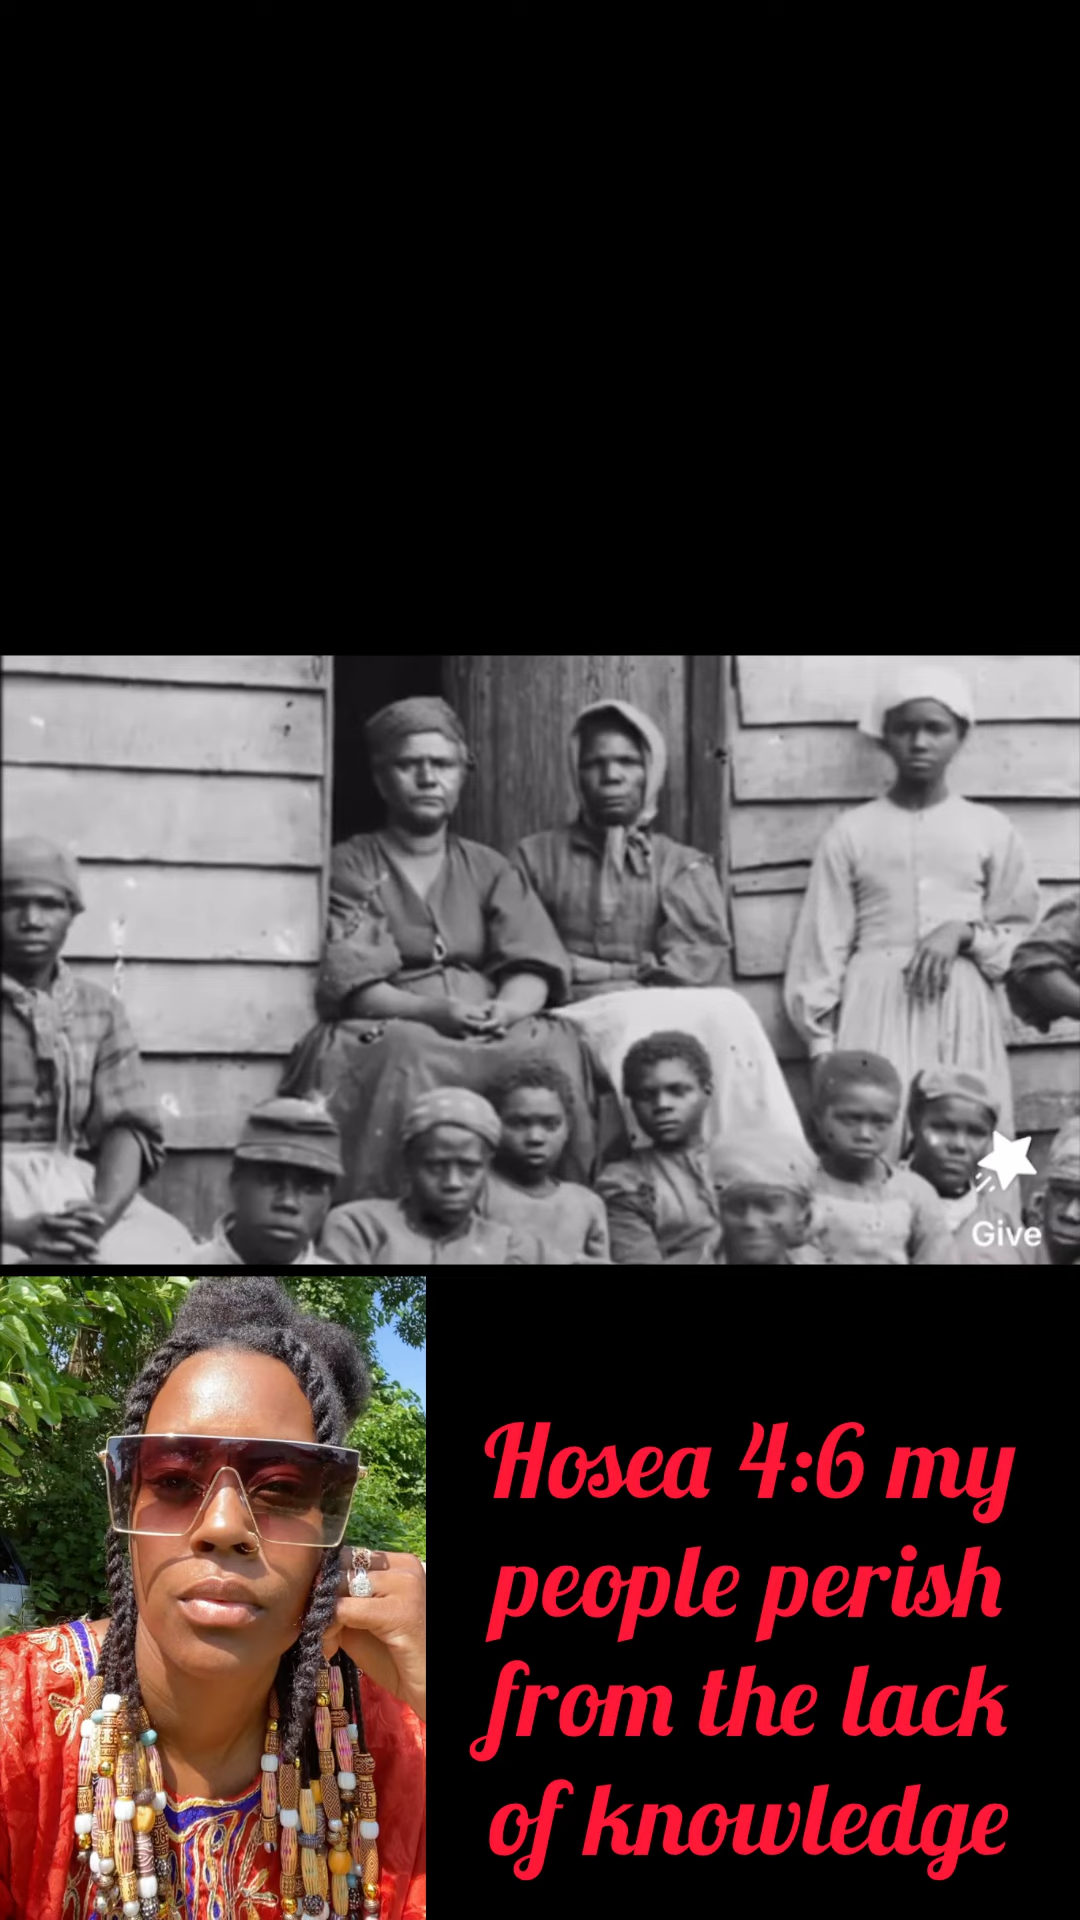 Give
Hosea 4:6 my
people perish
from the lack
of knowledge